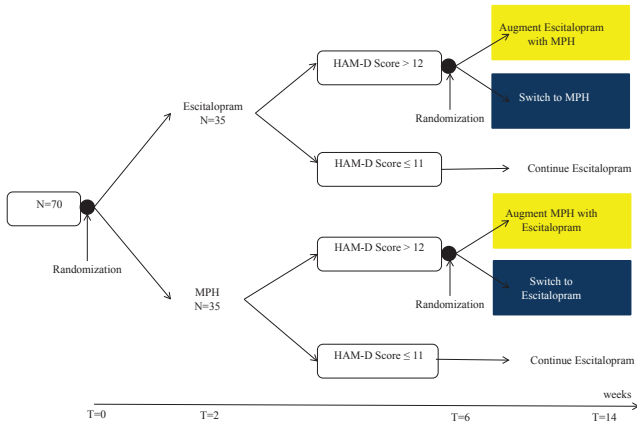 Augment Escitalopram
with MPH
HAM-D Score > 12
Switch to MPH
Escitalopram
N=35
Randomization
HAM-D Score ≤ 11
Continue Escitalopram
N=70
Augment MPH with
Escitalopram
HAM-D Score > 12
Randomization
Switch to
Escitalopram
MPH
N=35
Randomization
HAM-D Score ≤ 11
Continue Escitalopram
weeks
T=0
T=2
T=6
T=14